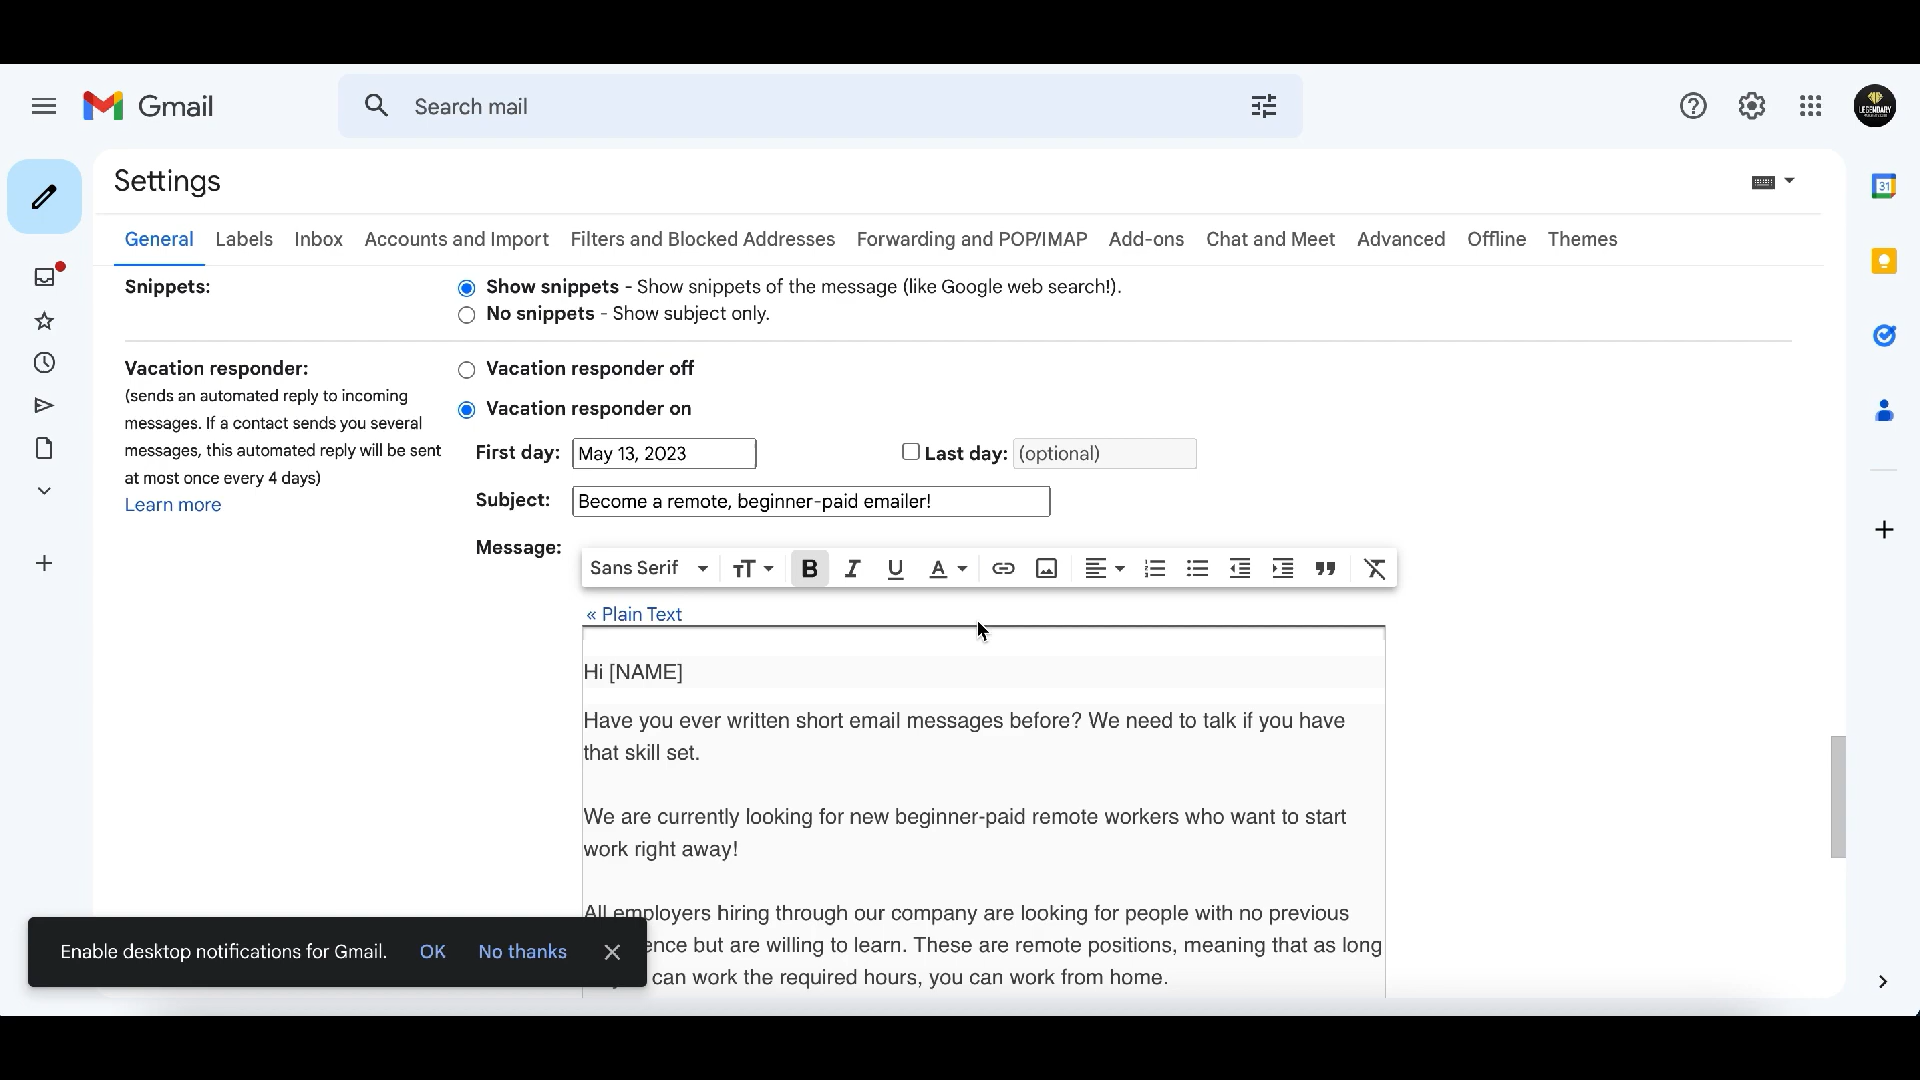 Gmail
Search mail
LEGENDARY
Settings
General Labels Inbox Accounts and Import Filters and Blocked Addresses Forwarding and POP/IMAP Add-ons Chat and Meet Advanced Offline Themes
31
Snippets:
Show snippets - Show snippets of the message (like Google web search!).
No snippets - Show subject only.
Vacation responder:
(sends an automated reply to incoming
messages. If a contact sends you several
messages, this automated reply will be sent
at most once every 4 days)
Learn more
Vacation responder off
Vacation responder on
First day: May 13, 2023 Last day: (optional)
Subject: Become a remote, beginner-paid emailer!
Message:
Sans Serif B I U A
« Plain Text
Hi [NAME]
Have you ever written short email messages before? We need to talk if you have
that skill set.
We are currently looking for new beginner-paid remote workers who want to start
work right away!
All employers hiring through our company are looking for people with no previous
ence but are willing to learn. These are remote positions, meaning that as long
can work the required hours, you can work from home.
Enable desktop notifications for Gmail. OK No thanks